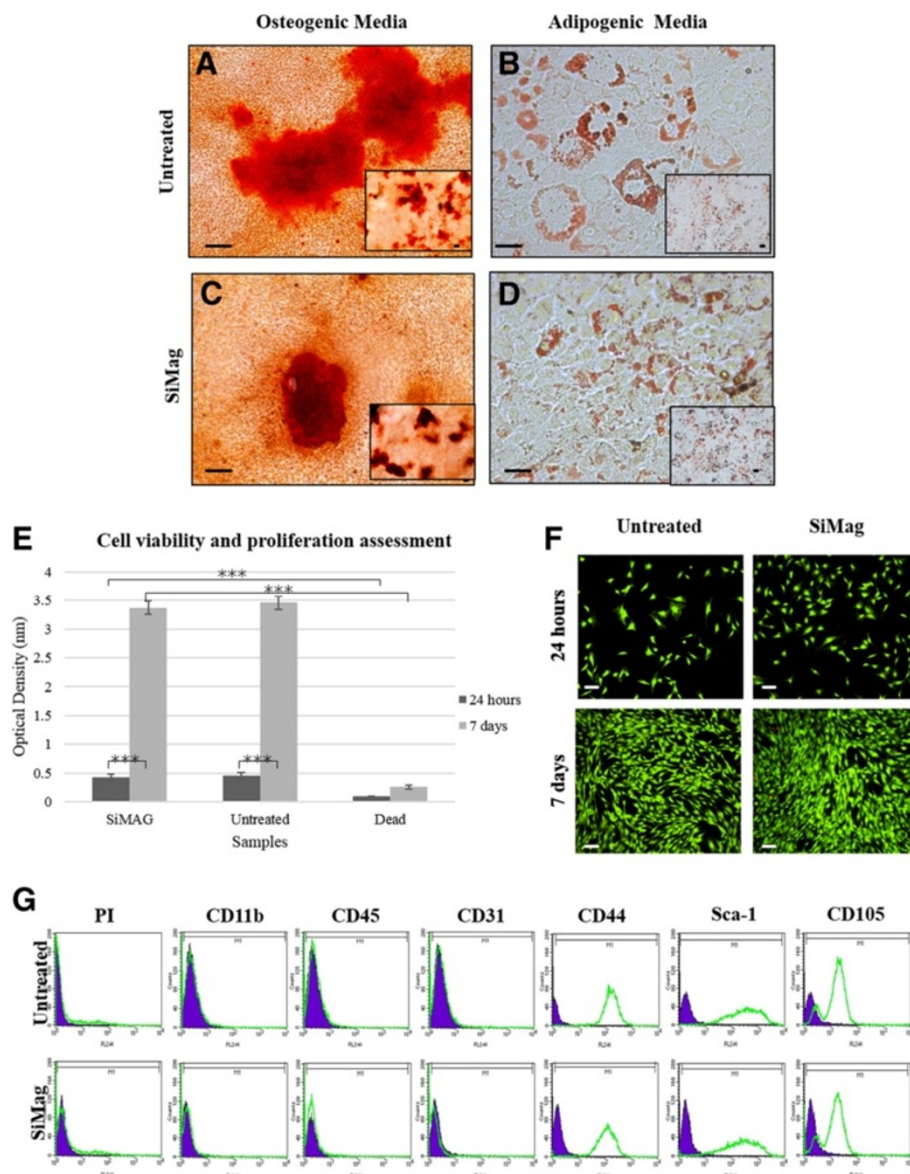 Osteogenic Media
Adipogenic Media
Untreated
A
B
SiMag
C
D
E
Cell viability and proliferation assessment
Optical Density (nm)
4
3.5
3
2.5
2
1.5
1
0.5
0
***
***
***
***
SiMAG
Untreated
Dead
Samples
24 hours
7 days
F
Untreated
SiMag
24 hours
7 days
G
PI
CD11b
CD45
CD31
CD44
Sca-1
CD105
Untreated
SiMag